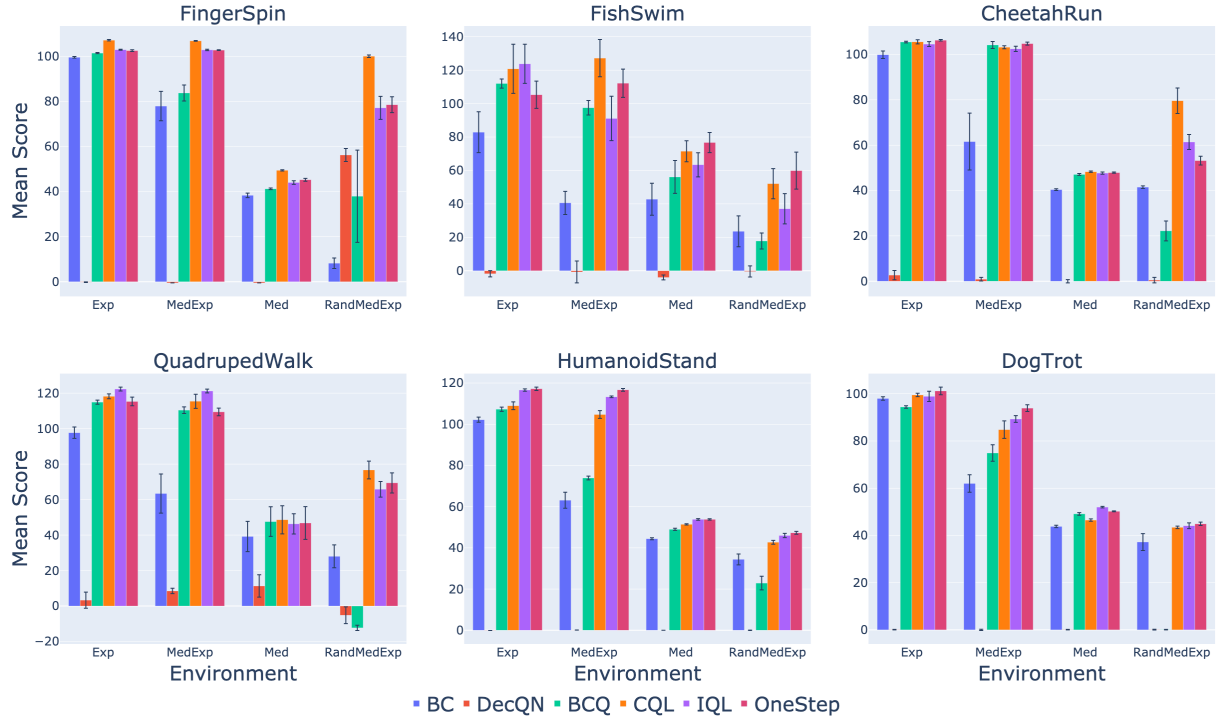 FingerSpin
FishSwim
CheetahRun
Mean Score
100
80
60
40
20
0
Exp MedExp Med RandMedExp
140
120
100
80
60
40
20
0
Exp MedExp Med RandMedExp
100
80
60
40
20
0
Exp MedExp Med RandMedExp
QuadrupedWalk
HumanoidStand
DogTrot
Mean Score
120
100
80
60
40
20
0
−20
Exp MedExp Med RandMedExp
Environment
120
100
80
60
40
20
0
Exp MedExp Med RandMedExp
Environment
100
80
60
40
20
0
Exp MedExp Med RandMedExp
Environment
BC DecQN BCQ CQL IQL OneStep